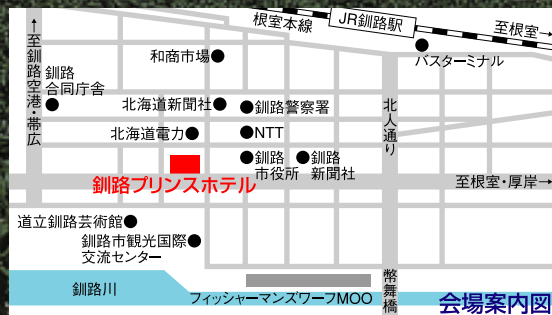 ↑至釧路空港・帯広
根室本線
JR釧路駅
至根室→
和商市場
バスターミナル
釧路
合同庁舎
北海道新聞社
釧路警察署
北大通り
北海道電力
NTT
釧路
市役所
釧路
新聞社
釧路プリンスホテル
至根室・厚岸→
道立釧路芸術館
釧路市観光国際
交流センター
釧路川
フィッシャーマンズワーフMOO
幣舞橋
会場案内図